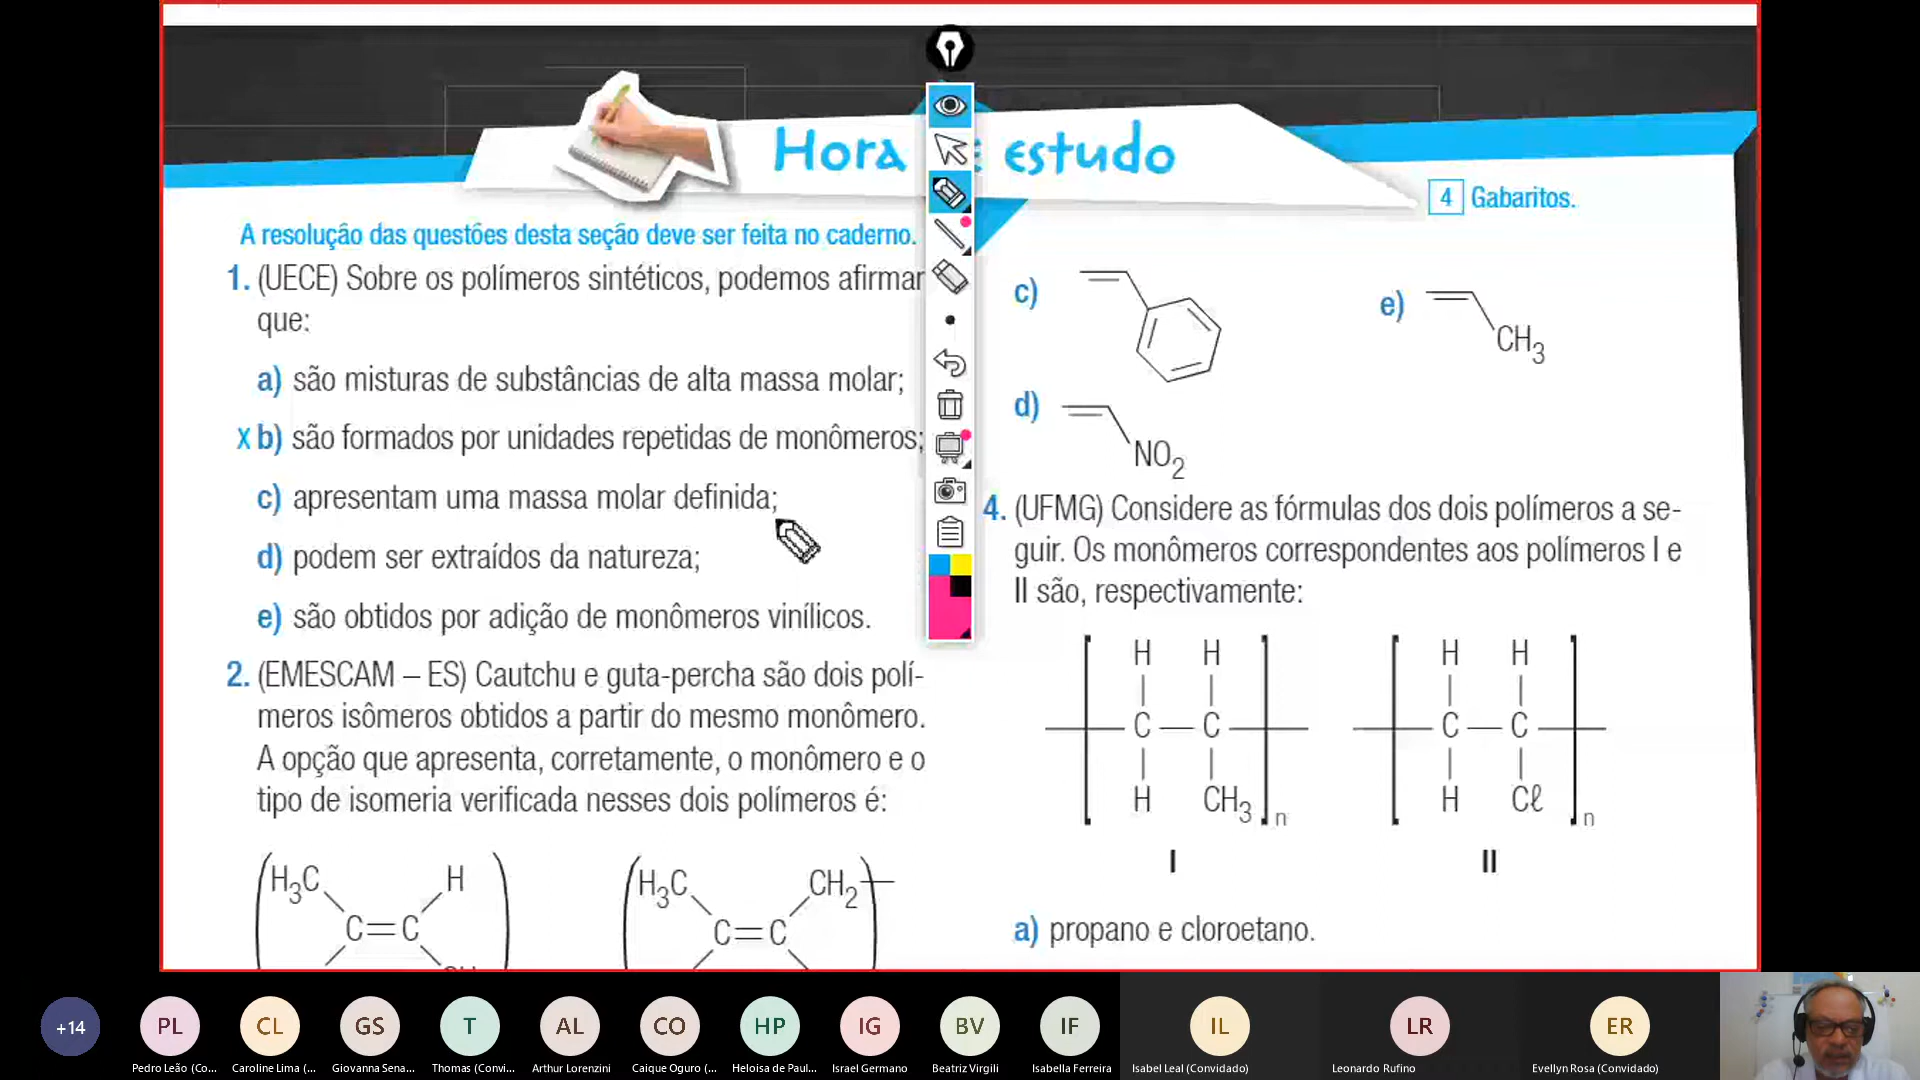 Hora estudo
4 Gabaritos.
A resolução das questões desta seção deve ser feita no caderno.
1. (UECE) Sobre os polímeros sintéticos, podemos afirmar
que:
a) são misturas de substâncias de alta massa molar;
x b) são formados por unidades repetidas de monômeros;
c) apresentam uma massa molar definida;
d) podem ser extraídos da natureza;
e) são obtidos por adição de monômeros vinílicos.
2. (EMESCAM – ES) Cautchu e guta-percha são dois polí-
meros isômeros obtidos a partir do mesmo monômero.
A opção que apresenta, corretamente, o monômero e o
tipo de isomeria verificada nesses dois polímeros é:
H3C H
C=C
H3C CH2
C=C
c)
e)
CH3
d)
NO2
4. (UFMG) Considere as fórmulas dos dois polímeros a se-
guir. Os monômeros correspondentes aos polímeros I e
II são, respectivamente:
H H
C — C
H CH3 n
I
H H
C — C
H Cℓ n
II
a) propano e cloroetano.
+14
PL
CL
GS
T
AL
CO
HP
IG
BV
IF
IL
LR
ER
Pedro Leão (Co...
Caroline Lima (...
Giovanna Sena...
Thomas (Convi...
Arthur Lorenzini
Caique Oguro (...
Heloisa de Paul...
Israel Germano
Beatriz Virgili
Isabella Ferreira
Isabel Leal (Convidado)
Leonardo Rufino
Evellyn Rosa (Convidado)